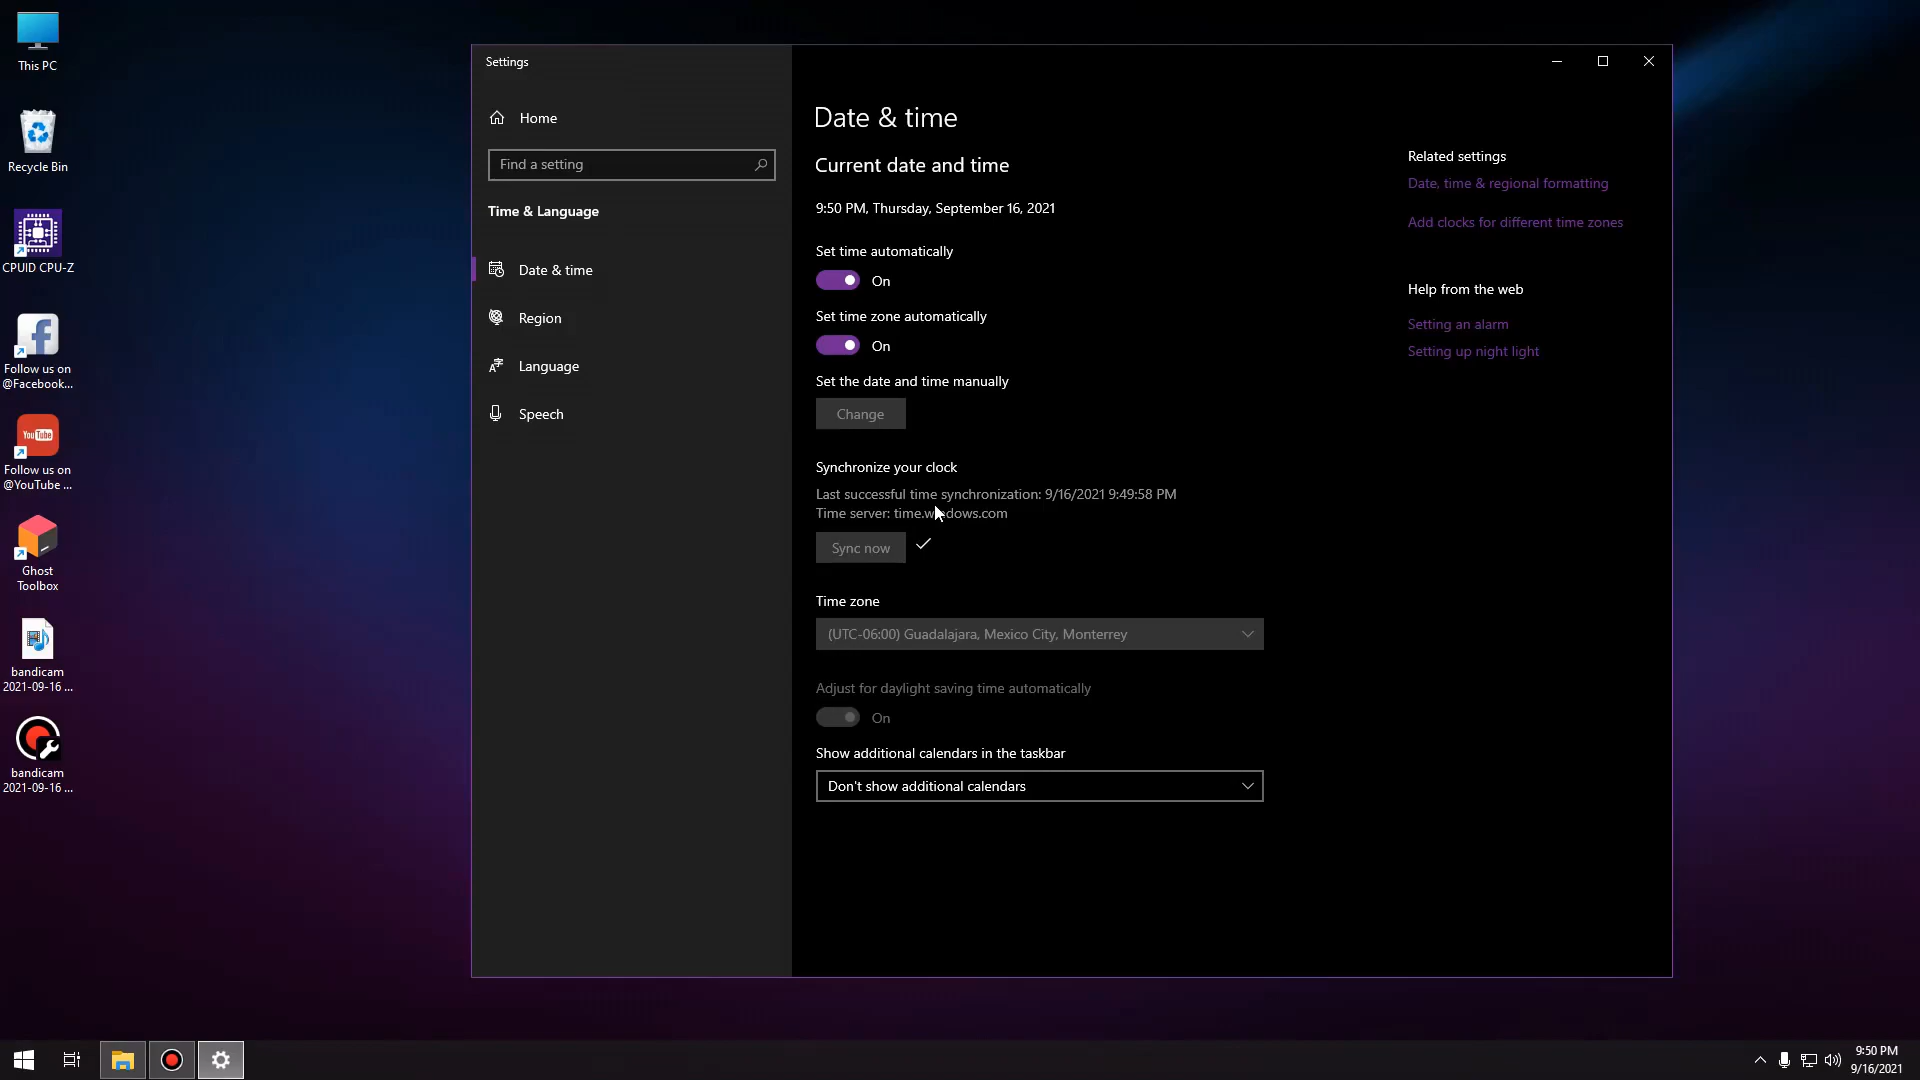 This PC
Recycle Bin
CPUID CPU-Z
Follow us on
@Facebook...
YouTube
Follow us on
@YouTube ...
Ghost
Toolbox
bandicam
2021-09-16 ...
bandicam
2021-09-16 ...
Settings
Home
Find a setting
Time & Language
Date & time
Region
Language
Speech
Date & time
Current date and time
9:50 PM, Thursday, September 16, 2021
Set time automatically
On
Set time zone automatically
On
Set the date and time manually
Change
Synchronize your clock
Last successful time synchronization: 9/16/2021 9:49:58 PM
Time server: time.windows.com
Sync now
Time zone
(UTC-06:00) Guadalajara, Mexico City, Monterrey
Adjust for daylight saving time automatically
On
Show additional calendars in the taskbar
Don't show additional calendars
Related settings
Date, time & regional formatting
Add clocks for different time zones
Help from the web
Setting an alarm
Setting up night light
9:50 PM
9/16/2021